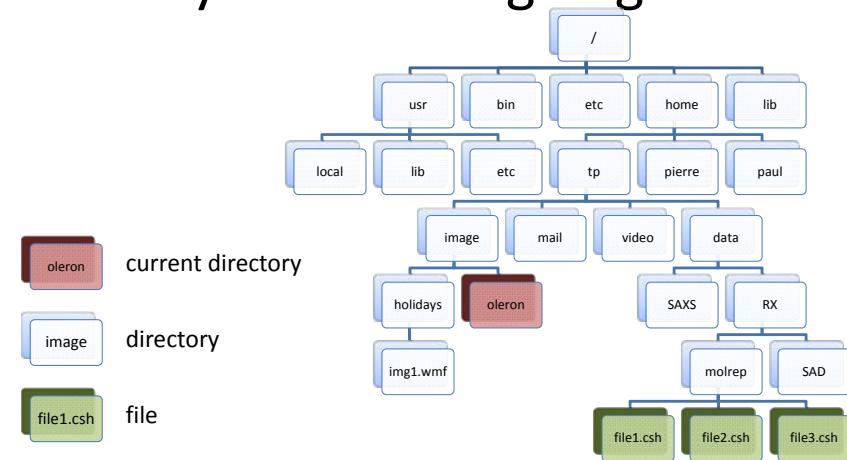 /
usr bin etc home lib
local lib etc tp pierre paul
image mail video data
oleron current directory
holidays oleron SAXS RX
image directory
img1.wmf molrep SAD
file1.csh file
file1.csh file2.csh file3.csh